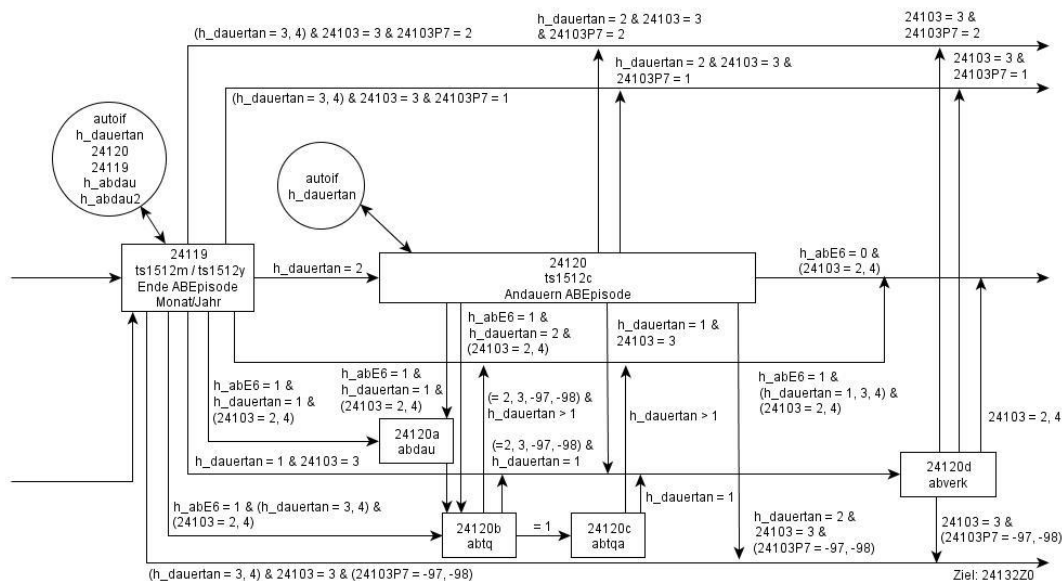 (h_dauertan = 3, 4) & 24103 = 3 & 24103P7 = 2
h_dauertan = 2 & 24103 = 3
& 24103P7 = 2
24103 = 3 &
24103P7 = 2
(h_dauertan = 3, 4) & 24103 = 3 & 24103P7 = 1
h_dauertan = 2 & 24103 = 3 &
24103P7 = 1
24103 = 3 &
24103P7 = 1
autoif
h_dauertan
24120
24119
h_abdau
h_abdau2
autoif
h_dauertan
24119
ts1512m / ts1512y
Ende ABEpisode
Monat/Jahr
h_dauertan = 2
24120
ts1512c
Andauern ABEpisode
h_abE6 = 0 &
(24103 = 2, 4)
h_abE6 = 1 &
h_dauertan = 2 &
(24103 = 2, 4)
h_dauertan = 1 &
24103 = 3
h_abE6 = 1 &
h_dauertan = 1 &
(24103 = 2, 4)
h_abE6 = 1 &
h_dauertan = 1 &
(24103 = 2, 4)
(= 2, 3, -97, -98) &
h_dauertan > 1
h_dauertan > 1
h_abE6 = 1 &
(h_dauertan = 1, 3, 4) &
(24103 = 2, 4)
24103 = 2, 4
24120a
abdau
(=2, 3, -97, -98) &
h_dauertan = 1
h_dauertan = 1 & 24103 = 3
24120d
abverk
h_dauertan = 1
h_abE6 = 1 & (h_dauertan = 3, 4) &
(24103 = 2, 4)
24120b
abtq
= 1
24120c
abtqa
h_dauertan = 2 &
24103 = 3 &
(24103P7 = -97, -98)
24103 = 3 &
(24103P7 = -97, -98)
(h_dauertan = 3, 4) & 24103 = 3 & (24103P7 = -97, -98)
Ziel: 24132Z0